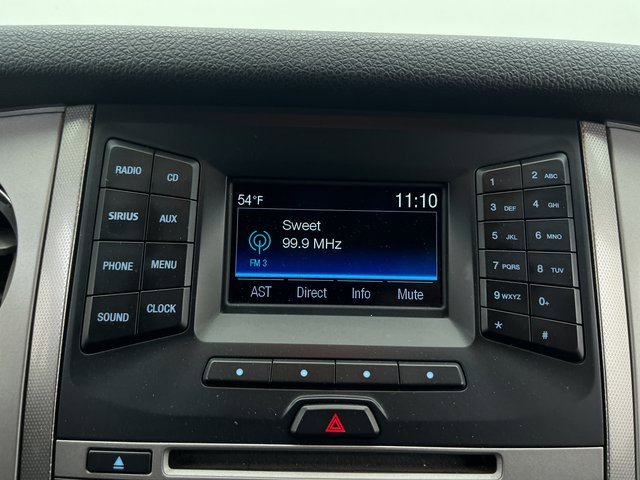 RADIO CD
SIRIUS AUX
PHONE MENU
SOUND CLOCK
54°F 11:10
Sweet
99.9 MHz
FM 3
AST Direct Info Mute
1 2 ABC
3 DEF 4 GHI
5 JKL 6 MNO
7 PQRS 8 TUV
9 WXYZ 0+
* #